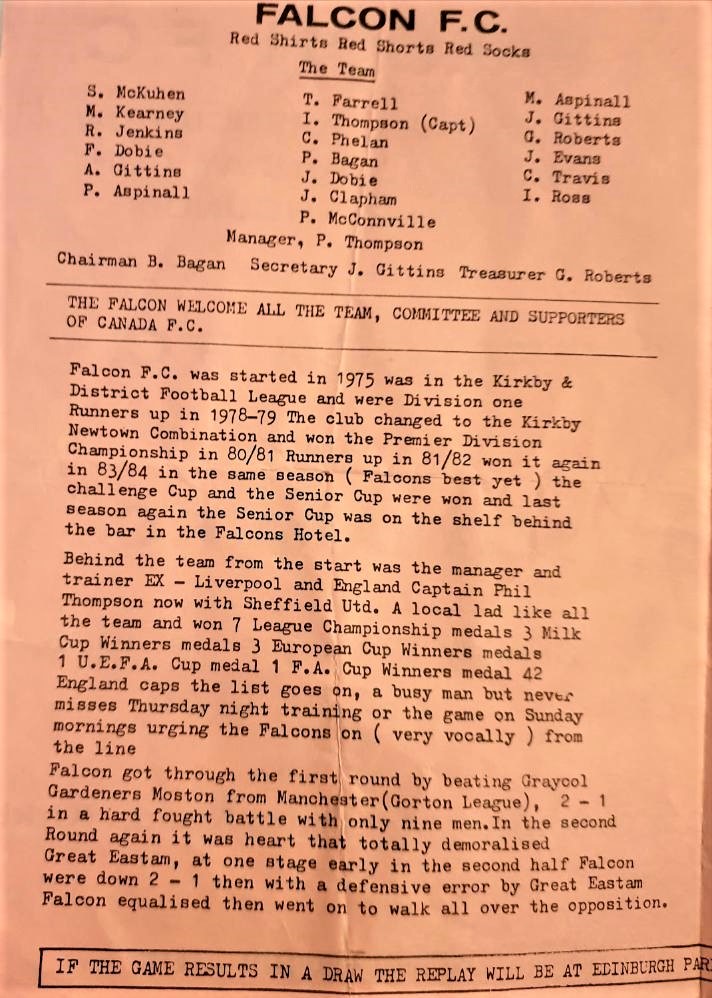 FALCON F.C.
Red Shirts Red Shorts Red Socks
The Team
S. McKuhen
M. Kearney
R. Jenkins
F. Dobie
A. Gittins
P. Aspinall
T. Farrell
I. Thompson (Capt)
C. Phelan
P. Bagan
J. Dobie
J. Clapham
P. McConnville
M. Aspinall
J. Gittins
G. Roberts
J. Evans
C. Travis
I. Ross
Manager, P. Thompson
Chairman B. Bagan Secretary J. Gittins Treasurer G. Roberts
THE FALCON WELCOME ALL THE TEAM, COMMITTEE AND SUPPORTERS
OF CANADA F.C.
Falcon F.C. was started in 1975 was in the Kirkby &
District Football League and were Division one
Runners up in 1978-79 The club changed to the Kirkby
Newtown Combination and won the Premier Division
Championship in 80/81 Runners up in 81/82 won it again
in 83/84 in the same season ( Falcons best yet ) the
challenge Cup and the Senior Cup were won and last
season again the Senior Cup was on the shelf behind
the bar in the Falcons Hotel.
Behind the team from the start was the manager and
trainer EX - Liverpool and England Captain Phil
Thompson now with Sheffield Utd. A local lad like all
the team and won 7 League Championship medals 3 Milk
Cup Winners medals 3 European Cup Winners medals
1 U.E.F.A. Cup medal 1 F.A. Cup Winners medal 42
England caps the list goes on, a busy man but never
misses Thursday night training or the game on Sunday
mornings urging the Falcons on ( very vocally ) from
the line
Falcon got through the first round by beating Graycol
Gardeners Moston from Manchester(Gorton League), 2 - 1
in a hard fought battle with only nine men.In the second
Round again it was heart that totally demoralised
Great Eastam, at one stage early in the second half Falcon
were down 2 - 1 then with a defensive error by Great Eastam
Falcon equalised then went on to walk all over the opposition.
IF THE GAME RESULTS IN A DRAW THE REPLAY WILL BE AT EDINBURGH PAR